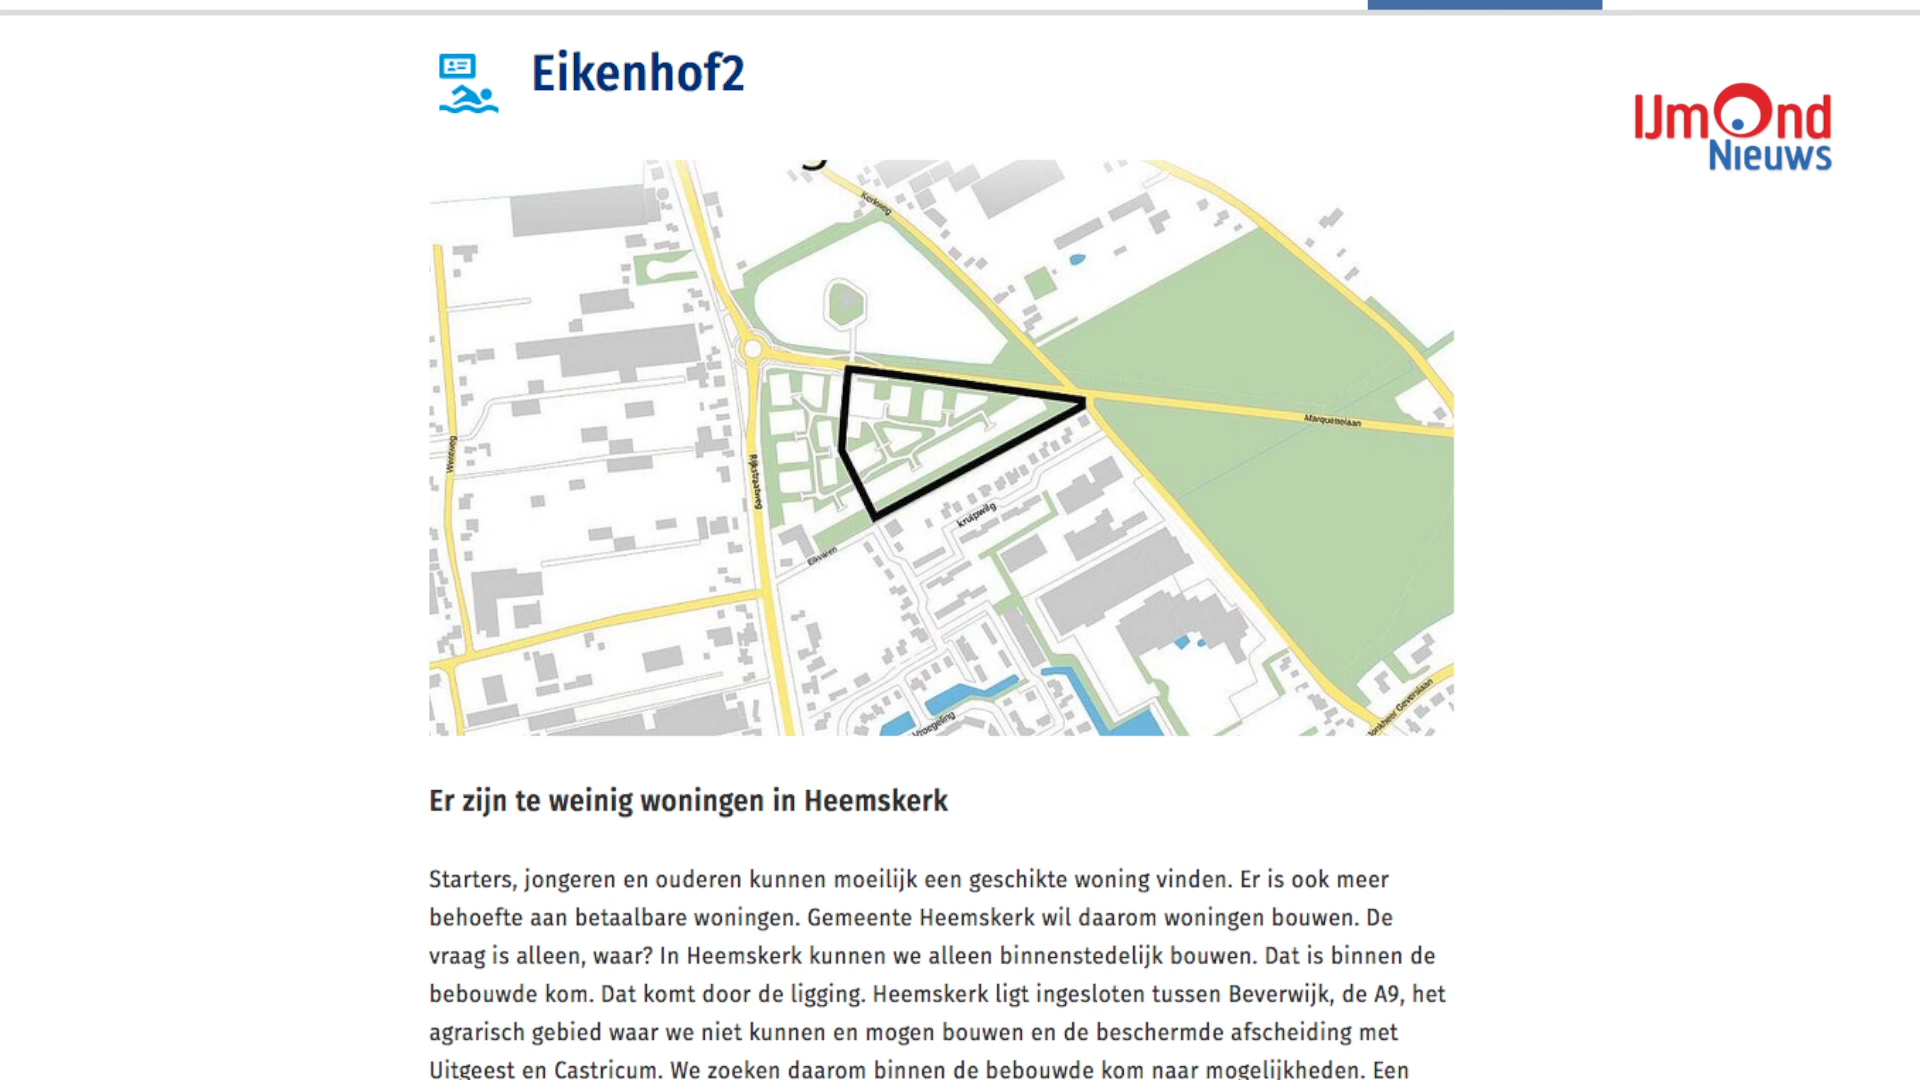 Eikenhof2
IJmond
Nieuws
Kerkweg
Marquettelaan
Westerweg
Rijksstraatweg
kruipwilg
Eikvaren
Vroegeling
Jonkheer Geverslaan
Er zijn te weinig woningen in Heemskerk
Starters, jongeren en ouderen kunnen moeilijk een geschikte woning vinden. Er is ook meer
behoefte aan betaalbare woningen. Gemeente Heemskerk wil daarom woningen bouwen. De
vraag is alleen, waar? In Heemskerk kunnen we alleen binnenstedelijk bouwen. Dat is binnen de
bebouwde kom. Dat komt door de ligging. Heemskerk ligt ingesloten tussen Beverwijk, de A9, het
agrarisch gebied waar we niet kunnen en mogen bouwen en de beschermde afscheiding met
Uitgeest en Castricum. We zoeken daarom binnen de bebouwde kom naar mogelijkheden. Een